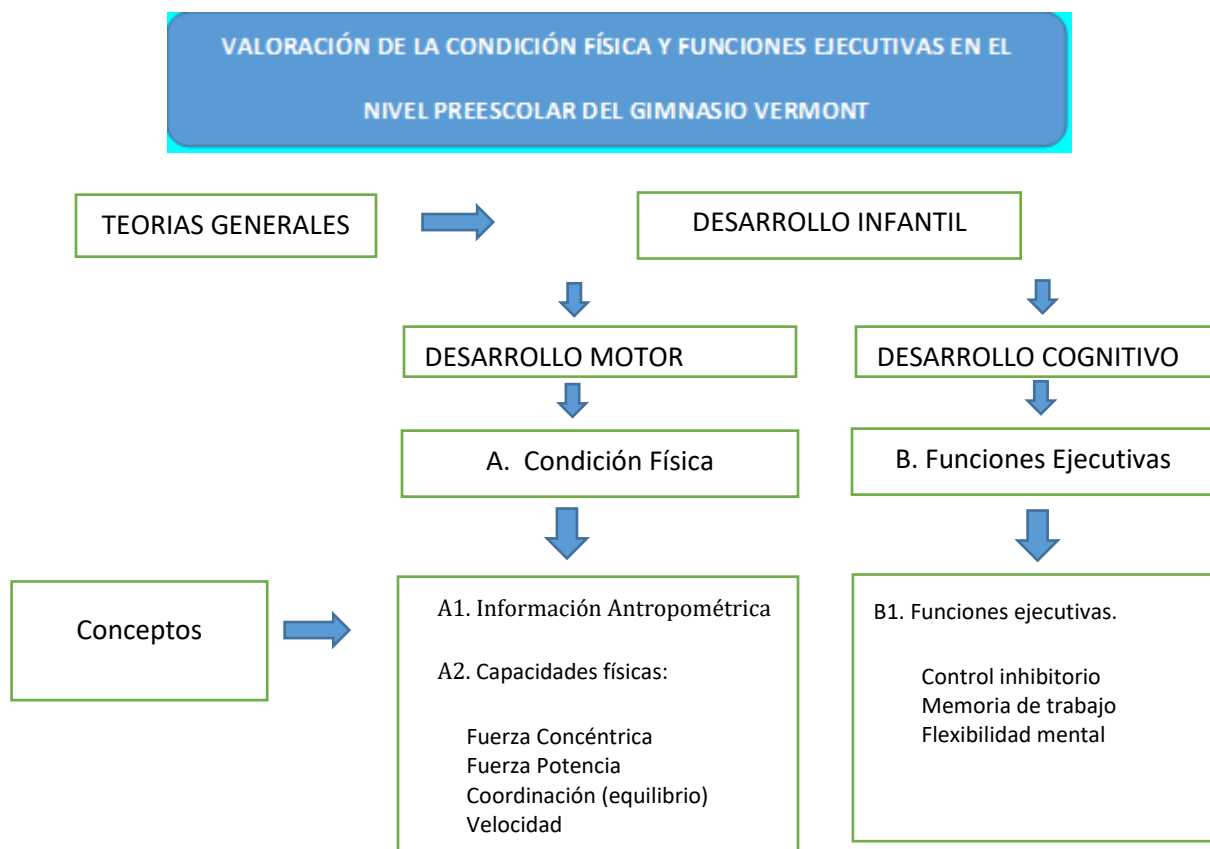 VALORACIÓN DE LA CONDICIÓN FÍSICA Y FUNCIONES EJECUTIVAS EN EL
NIVEL PREESCOLAR DEL GIMNASIO VERMONT
TEORIAS GENERALES
DESARROLLO INFANTIL
DESARROLLO MOTOR
DESARROLLO COGNITIVO
A. Condición Física
B. Funciones Ejecutivas
Conceptos
A1. Información Antropométrica
A2. Capacidades físicas:
Fuerza Concéntrica
Fuerza Potencia
Coordinación (equilibrio)
Velocidad
B1. Funciones ejecutivas.
Control inhibitorio
Memoria de trabajo
Flexibilidad mental